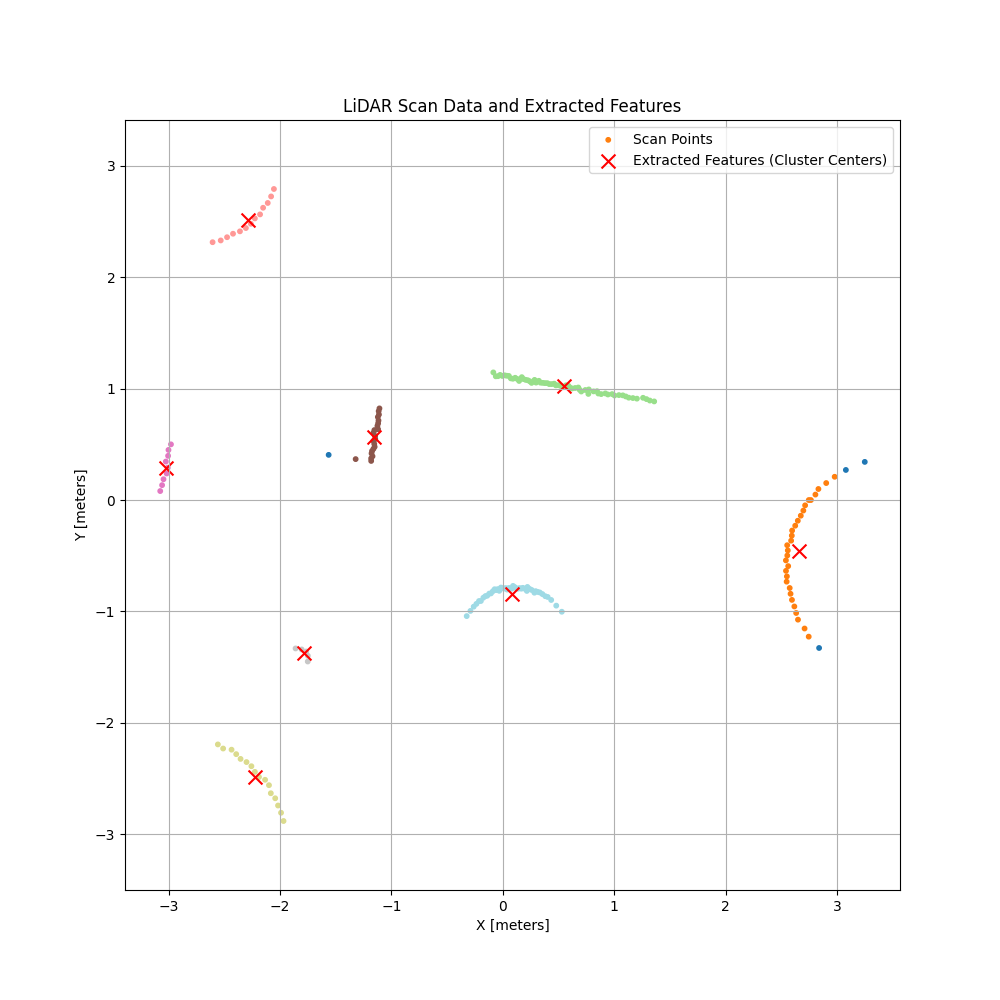 LiDAR Scan Data and Extracted Features
Scan Points
Extracted Features (Cluster Centers)
3
2
1
0
−1
−2
−3
Y [meters]
−3 −2 −1 0 1 2 3
X [meters]